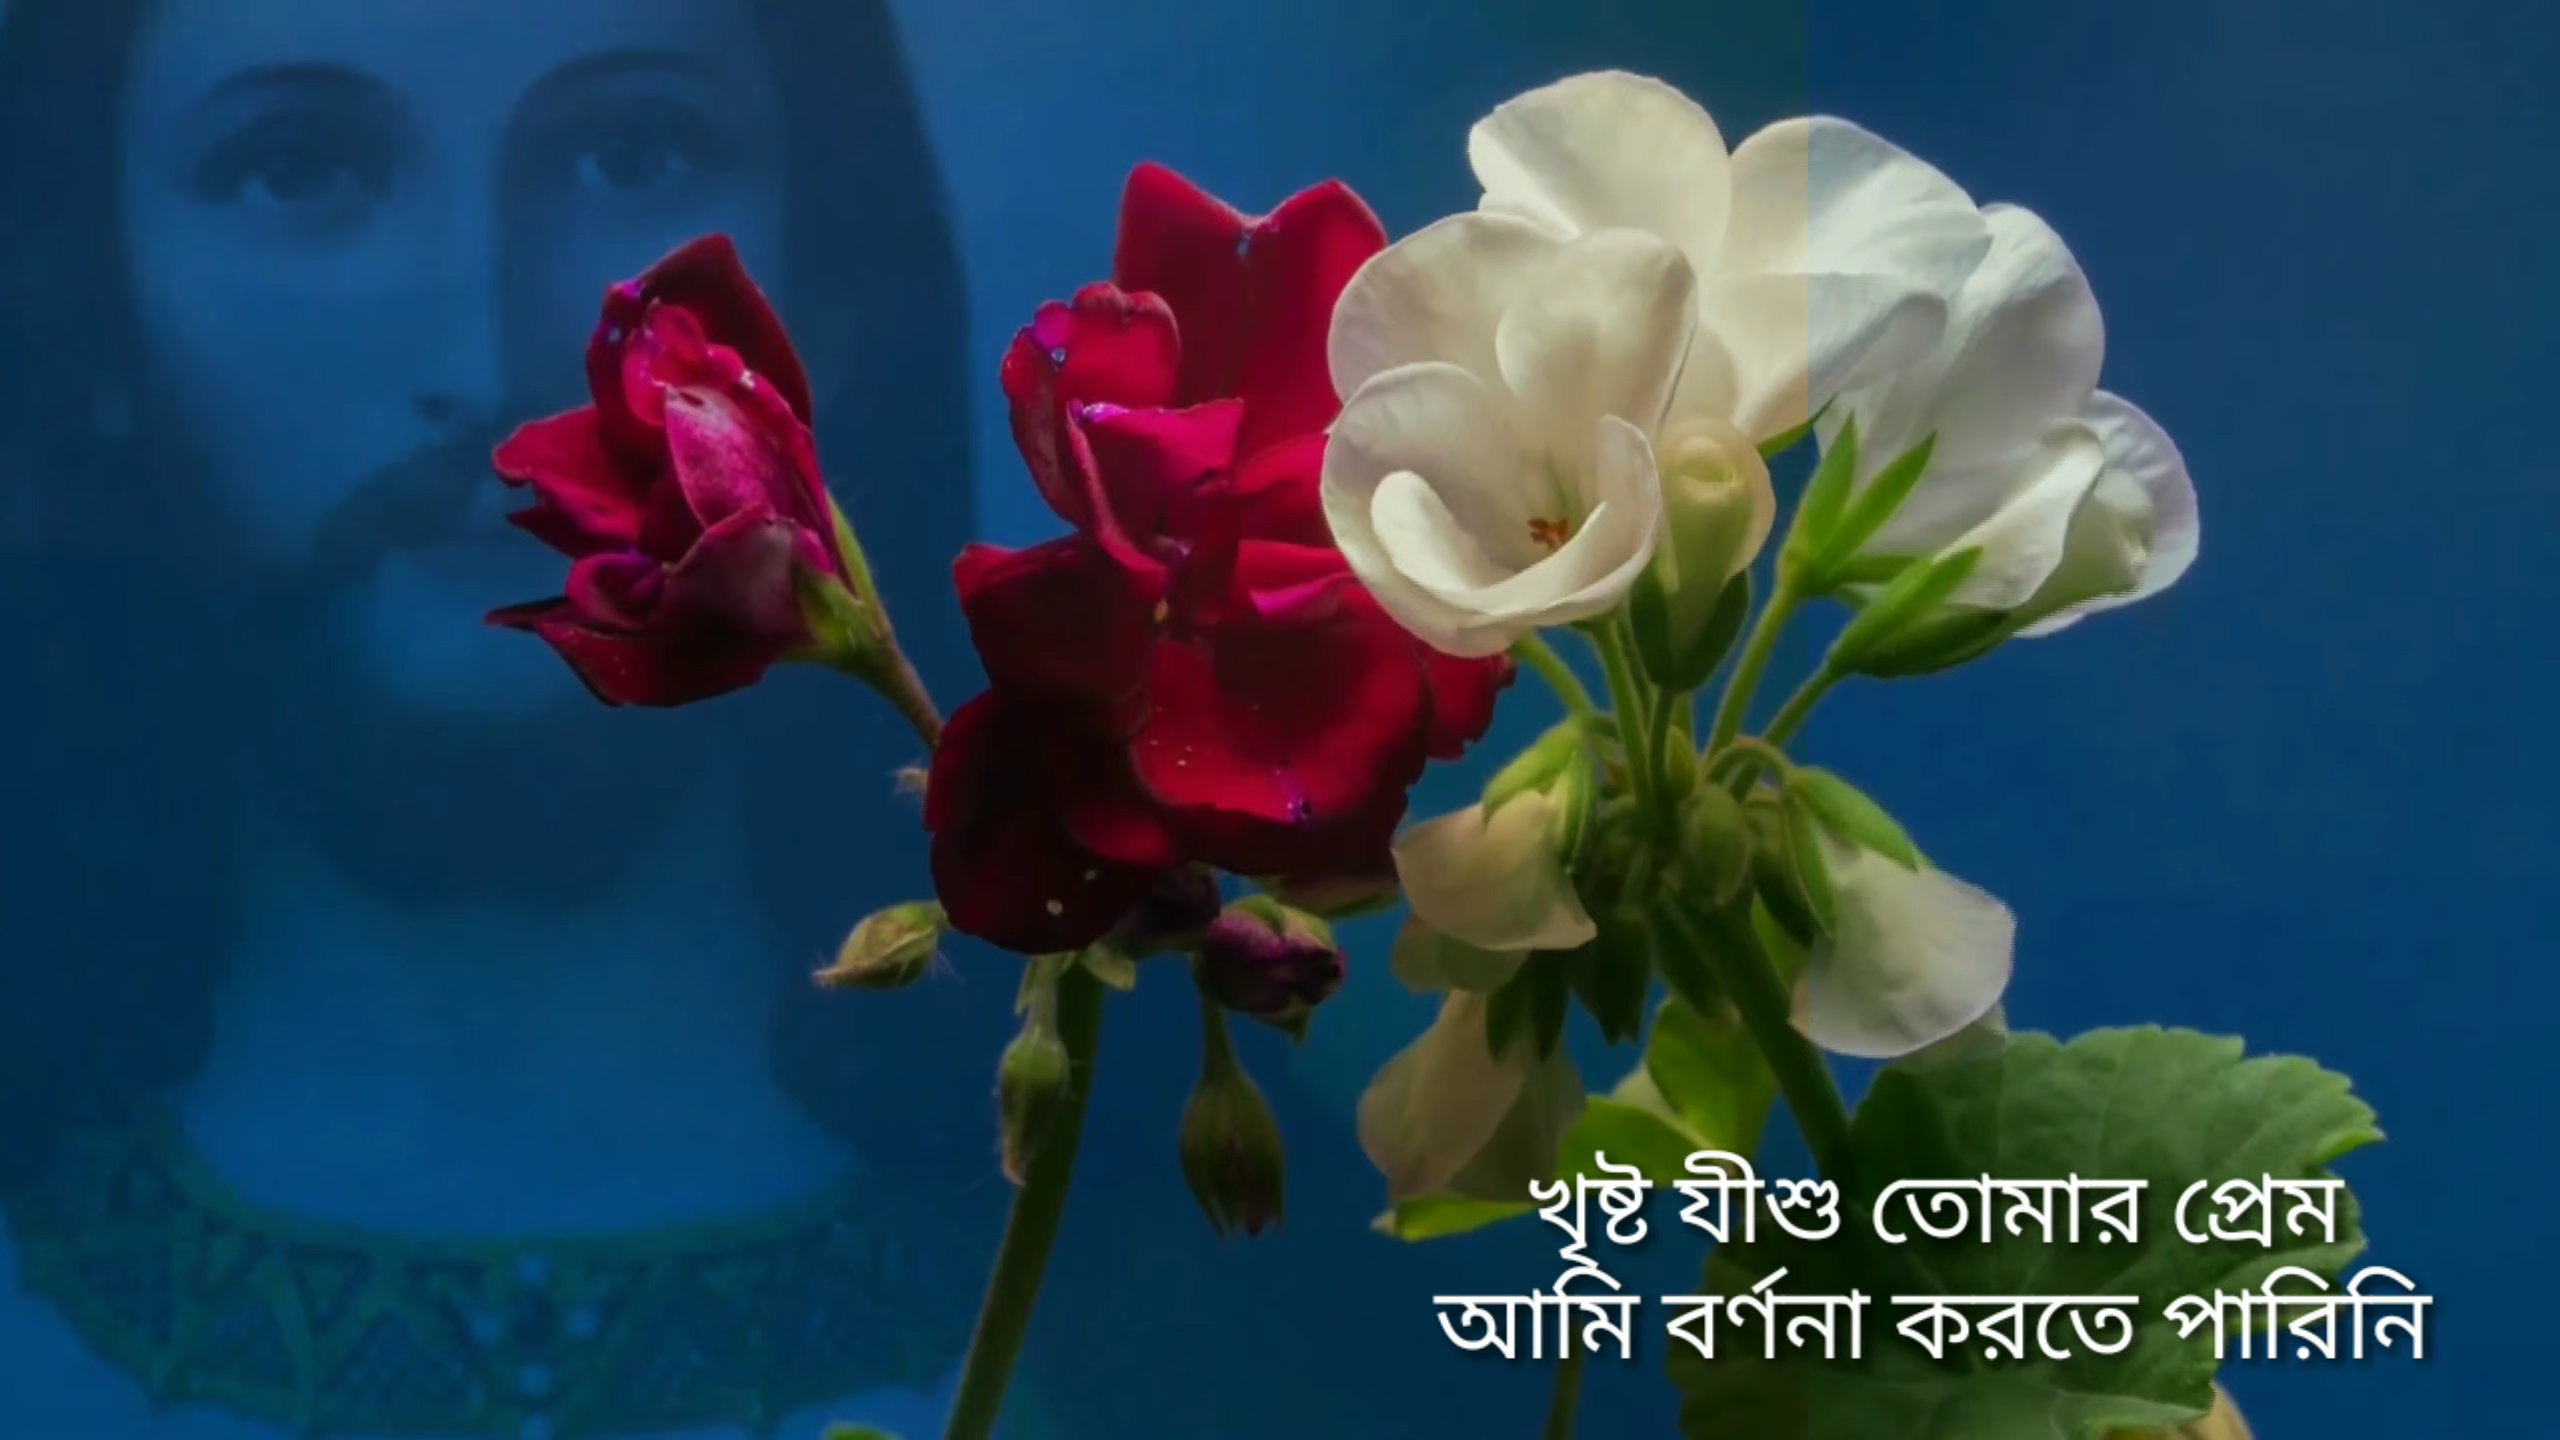 খৃষ্ট যীশু তোমার প্রেম
আমি বর্ণনা করতে পারিনি